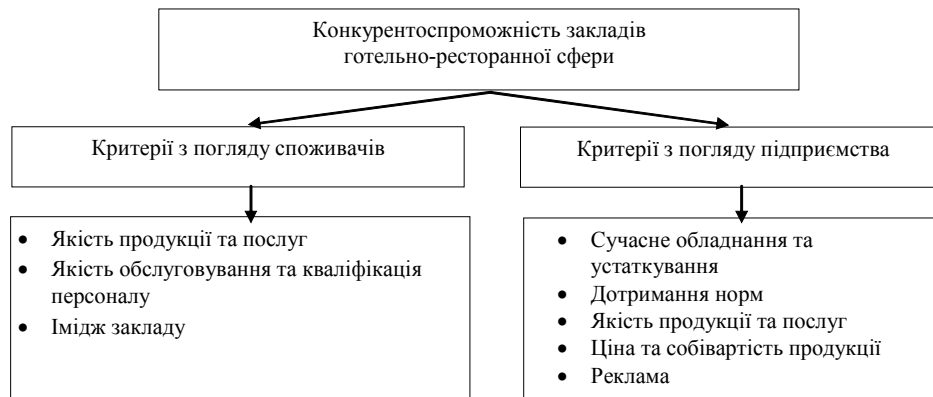 Конкурентоспроможність закладів
готельно-ресторанної сфери
Критерії з погляду споживачів
Критерії з погляду підприємства
• Якість продукції та послуг
• Якість обслуговування та кваліфікація
персоналу
• Імідж закладу
• Сучасне обладнання та
устаткування
• Дотримання норм
• Якість продукції та послуг
• Ціна та собівартість продукції
• Реклама